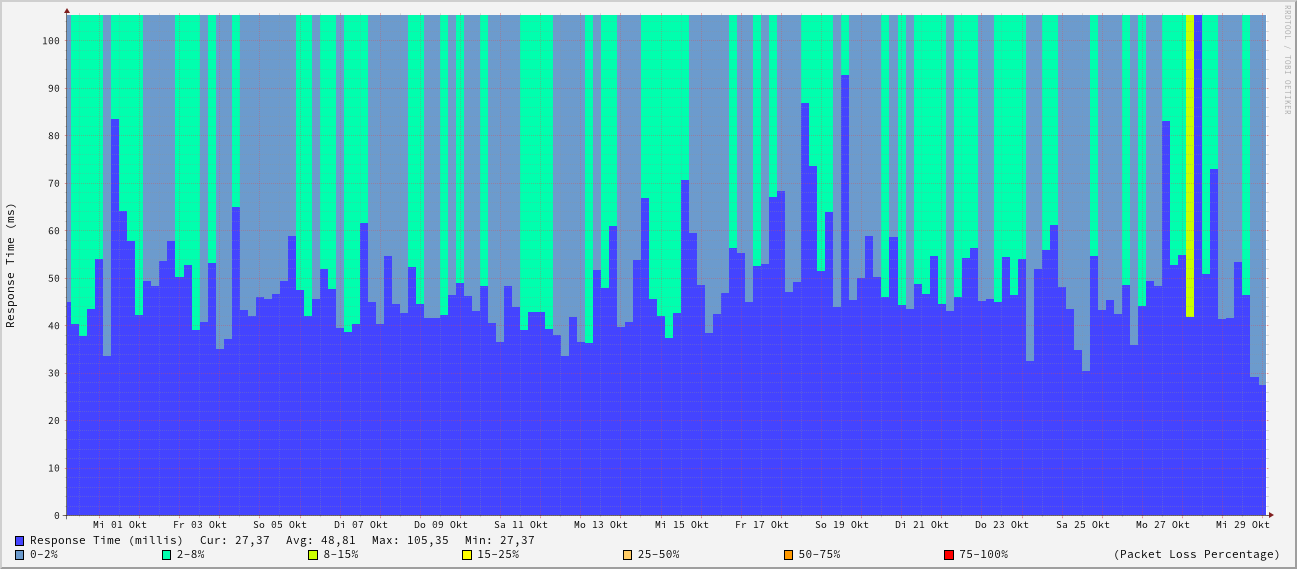 RRDTOOL / TOBI OETIKER
Response Time (ms)
100
90
80
70
60
50
40
30
20
10
0
Mi 01 Okt Fr 03 Okt So 05 Okt Di 07 Okt Do 09 Okt Sa 11 Okt Mo 13 Okt Mi 15 Okt Fr 17 Okt So 19 Okt Di 21 Okt Do 23 Okt Sa 25 Okt Mo 27 Okt Mi 29 Okt
Response Time (millis) Cur: 27,37 Avg: 48,81 Max: 105,35 Min: 27,37
0-2% 2-8% 8-15% 15-25% 25-50% 50-75% 75-100% (Packet Loss Percentage)